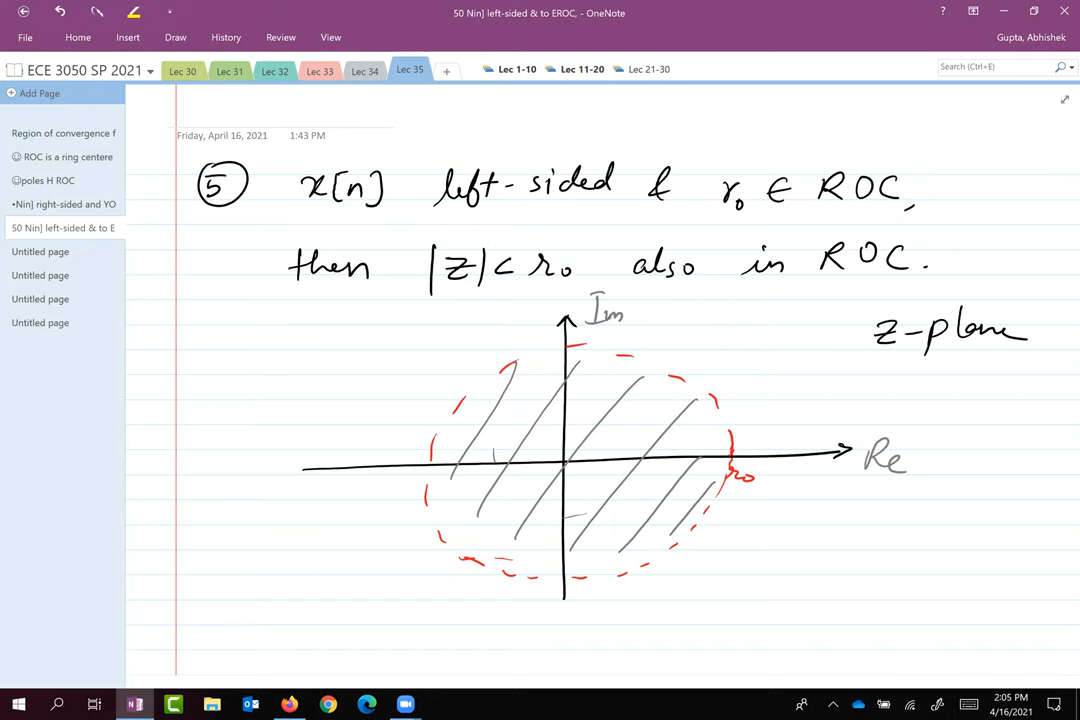 50 Nin] left-sided & to EROC, - OneNote
Gupta, Abhishek
File Home Insert Draw History Review View
ECE 3050 SP 2021
Lec 30 Lec 31 Lec 32 Lec 33 Lec 34 Lec 35
Lec 1-10 Lec 11-20 Lec 21-30
Search (Ctrl+E)
Add Page
Region of convergence f
ROC is a ring centere
poles H ROC
•Nin] right-sided and YO
50 Nin] left-sided & to E
Untitled page
Untitled page
Untitled page
Untitled page
Friday, April 16, 2021 1:43 PM
⑤ x[n] left-sided & r₀ ∈ ROC,
then |z| < r₀ also in ROC.
Im
z-plane
Re
r₀
2:05 PM
4/16/2021